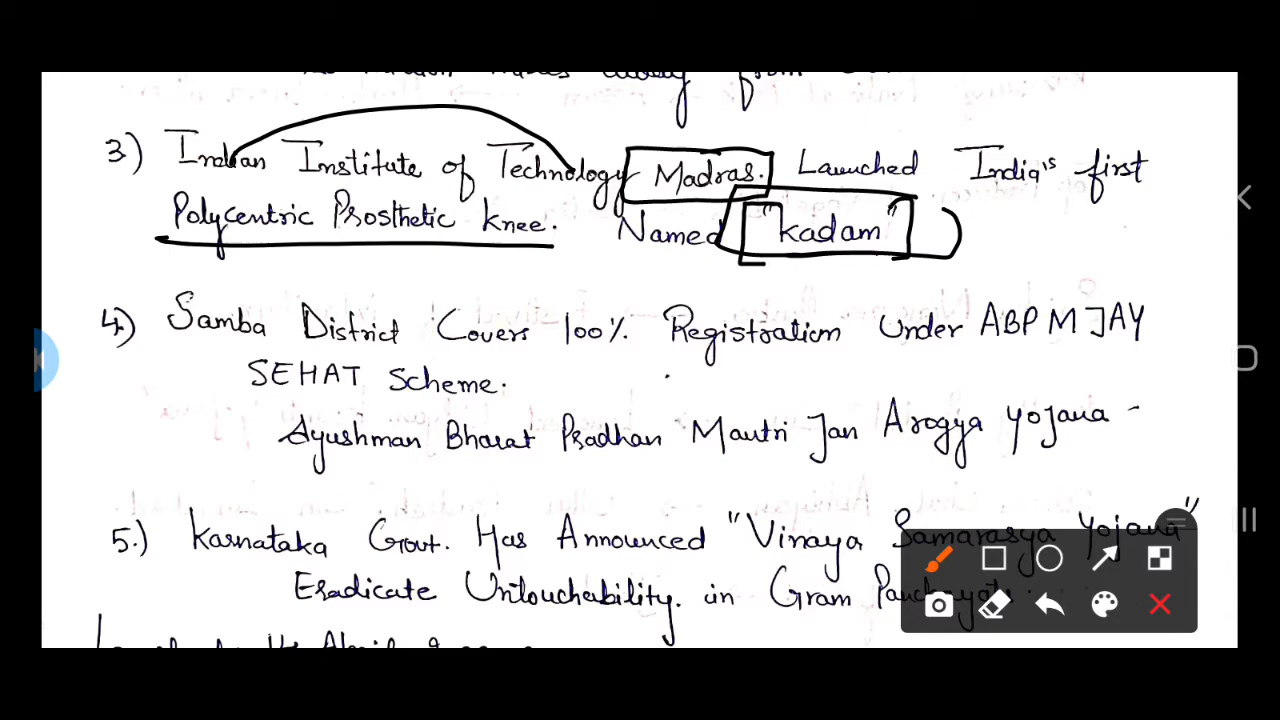 3) Indian Institute of Technology Madras. Launched India's first
Polycentric Prosthetic Knee. Named "kadam"
4) Samba District Covers 100% Registration Under ABPMJAY
SEHAT Scheme.
Ayushman Bharat Pradhan Mantri Jan Arogya Yojana -
5.) Karnataka Govt. Has Announced "Vinaya Samarasya Yojana"
Eradicate Untouchability. in Gram Panchayats.